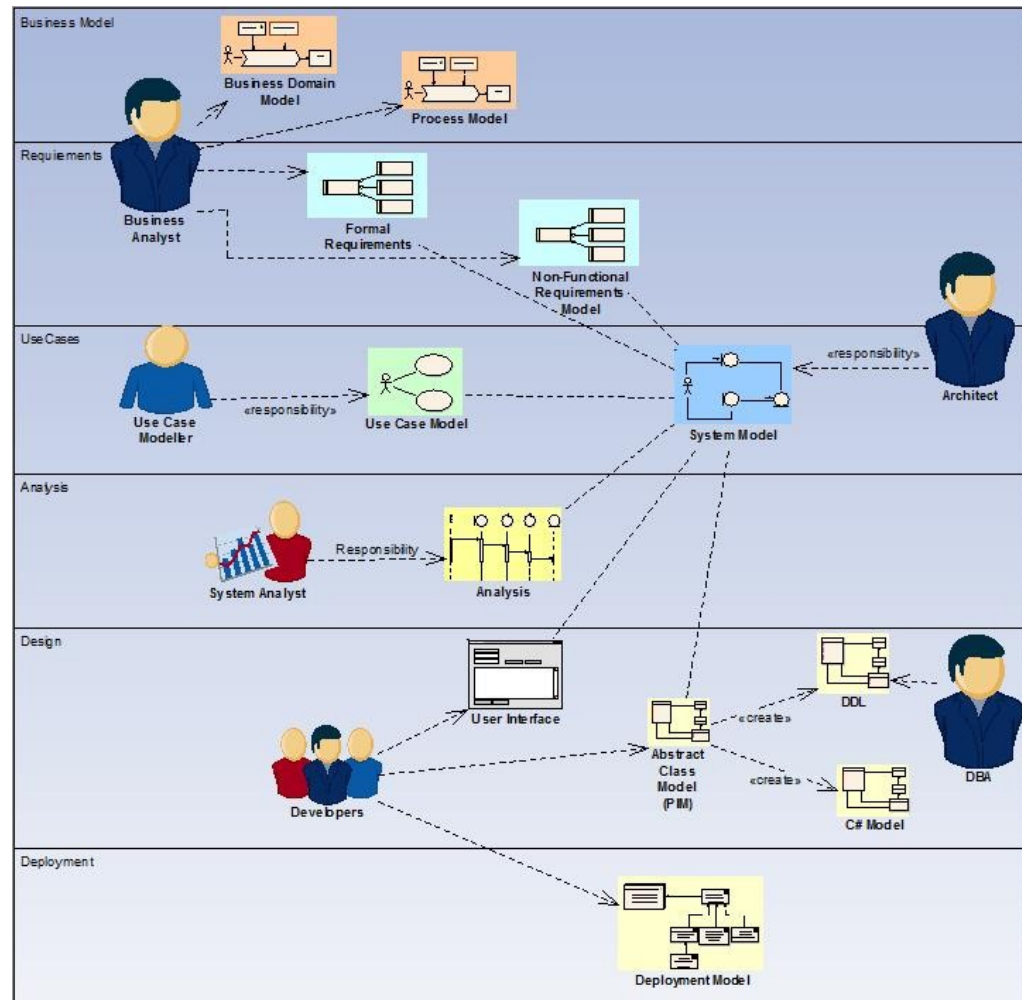 Business Model
Business Domain
Model
Process Model
Requirements
Business
Analyst
Formal
Requirements
Non-Functional
Requirements
Model
Use Cases
«responsibility»
Architect
«responsibility»
Use Case
Modeller
Use Case Model
System Model
Analysis
Responsibility
System Analyst
Analysis
Design
User Interface
DDL
«create»
Abstract
Class
Model
(PIM)
«create»
DBA
Developers
C# Model
Deployment
Deployment Model